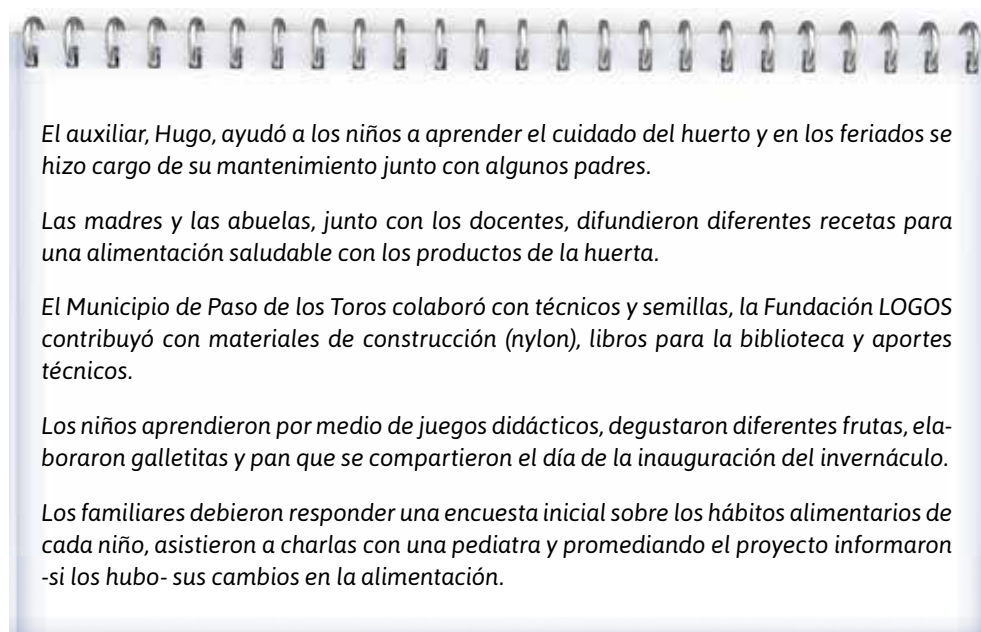 El auxiliar, Hugo, ayudó a los niños a aprender el cuidado del huerto y en los feriados se
hizo cargo de su mantenimiento junto con algunos padres.
Las madres y las abuelas, junto con los docentes, difundieron diferentes recetas para
una alimentación saludable con los productos de la huerta.
El Municipio de Paso de los Toros colaboró con técnicos y semillas, la Fundación LOGOS
contribuyó con materiales de construcción (nylon), libros para la biblioteca y aportes
técnicos.
Los niños aprendieron por medio de juegos didácticos, degustaron diferentes frutas, ela-
boraron galletitas y pan que se compartieron el día de la inauguración del invernáculo.
Los familiares debieron responder una encuesta inicial sobre los hábitos alimentarios de
cada niño, asistieron a charlas con una pediatra y promediando el proyecto informaron
-si los hubo- sus cambios en la alimentación.